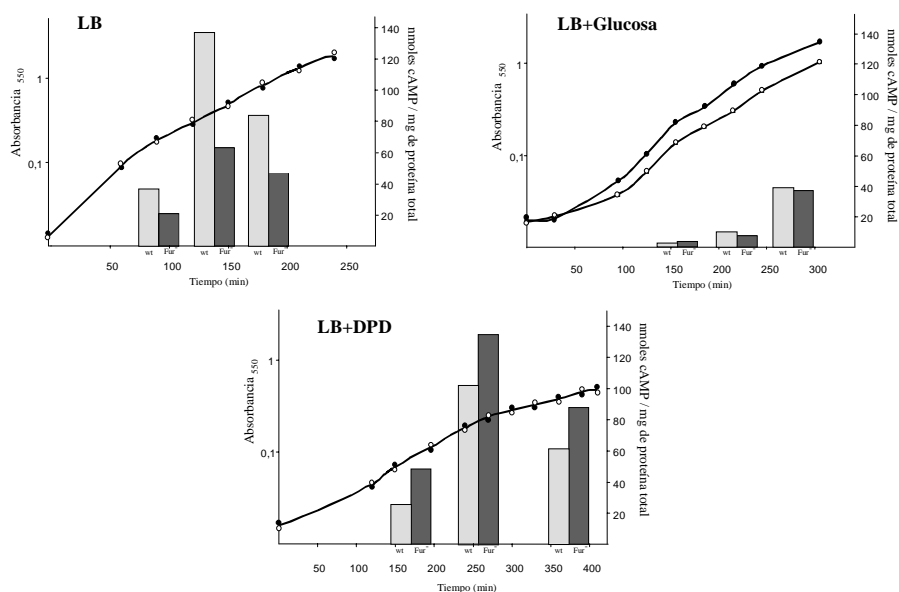 LB
Absorbancia 550
1
0,1
140
120
100
80
60
40
20
nmoles cAMP / mg de proteína total
wt Fur⁻ wt Fur⁻ wt Fur⁻
50 100 150 200 250
Tiempo (min)
LB+Glucosa
Absorbancia 550
1
0,1
140
120
100
80
60
40
20
nmoles cAMP / mg de proteína total
wt Fur⁻ wt Fur⁻ wt Fur⁻
50 100 150 200 250 300
Tiempo (min)
LB+DPD
Absorbancia 550
1
0,1
140
120
100
80
60
40
20
nmoles cAMP / mg de proteína total
wt Fur⁻ wt Fur⁻ wt Fur⁻
50 100 150 200 250 300 350 400
Tiempo (min)